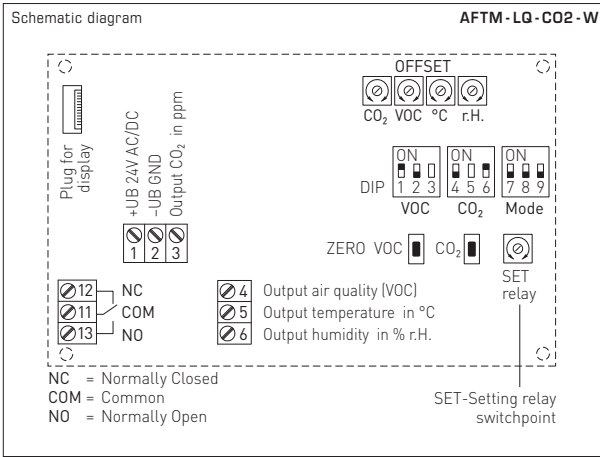 Schematic diagram
AFTM-LQ-CO2-W
OFFSET
CO₂ VOC °C r.H.
Plug for
display
+UB 24V AC/DC
−UB GND
Output CO₂ in ppm
1 2 3
ON ON ON
DIP 1 2 3 4 5 6 7 8 9
VOC CO₂ Mode
ZERO VOC CO₂
SET
relay
12 NC
11 COM
13 NO
4 Output air quality (VOC)
5 Output temperature in °C
6 Output humidity in % r.H.
NC = Normally Closed
COM = Common
NO = Normally Open
SET-Setting relay
switchpoint